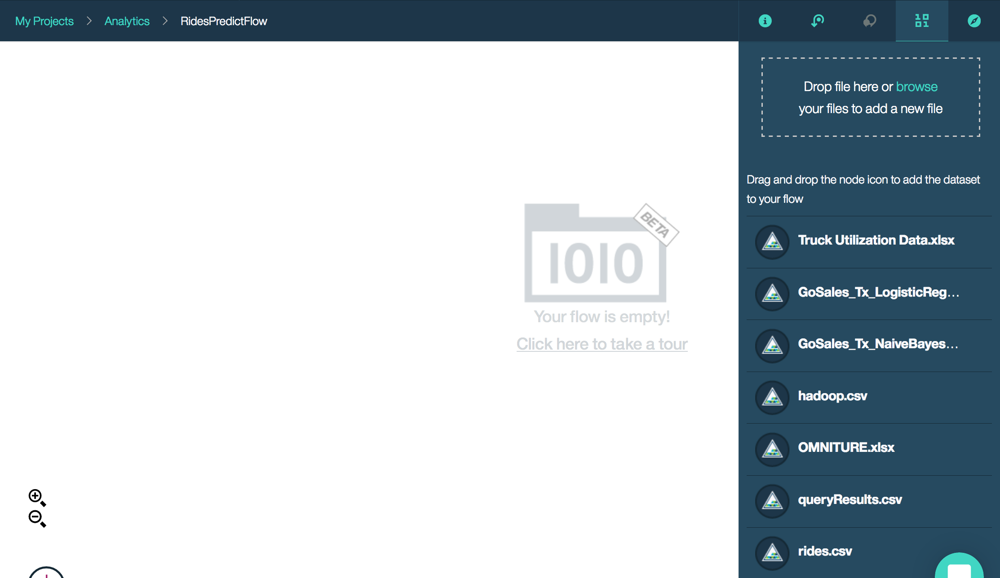 My Projects > Analytics > RidesPredictFlow
Drop file here or browse
your files to add a new file
Drag and drop the node icon to add the dataset
to your flow
BETA
1010
Your flow is empty!
Click here to take a tour
Truck Utilization Data.xlsx
GoSales_Tx_LogisticReg...
GoSales_Tx_NaiveBayes...
hadoop.csv
OMNITURE.xlsx
queryResults.csv
rides.csv